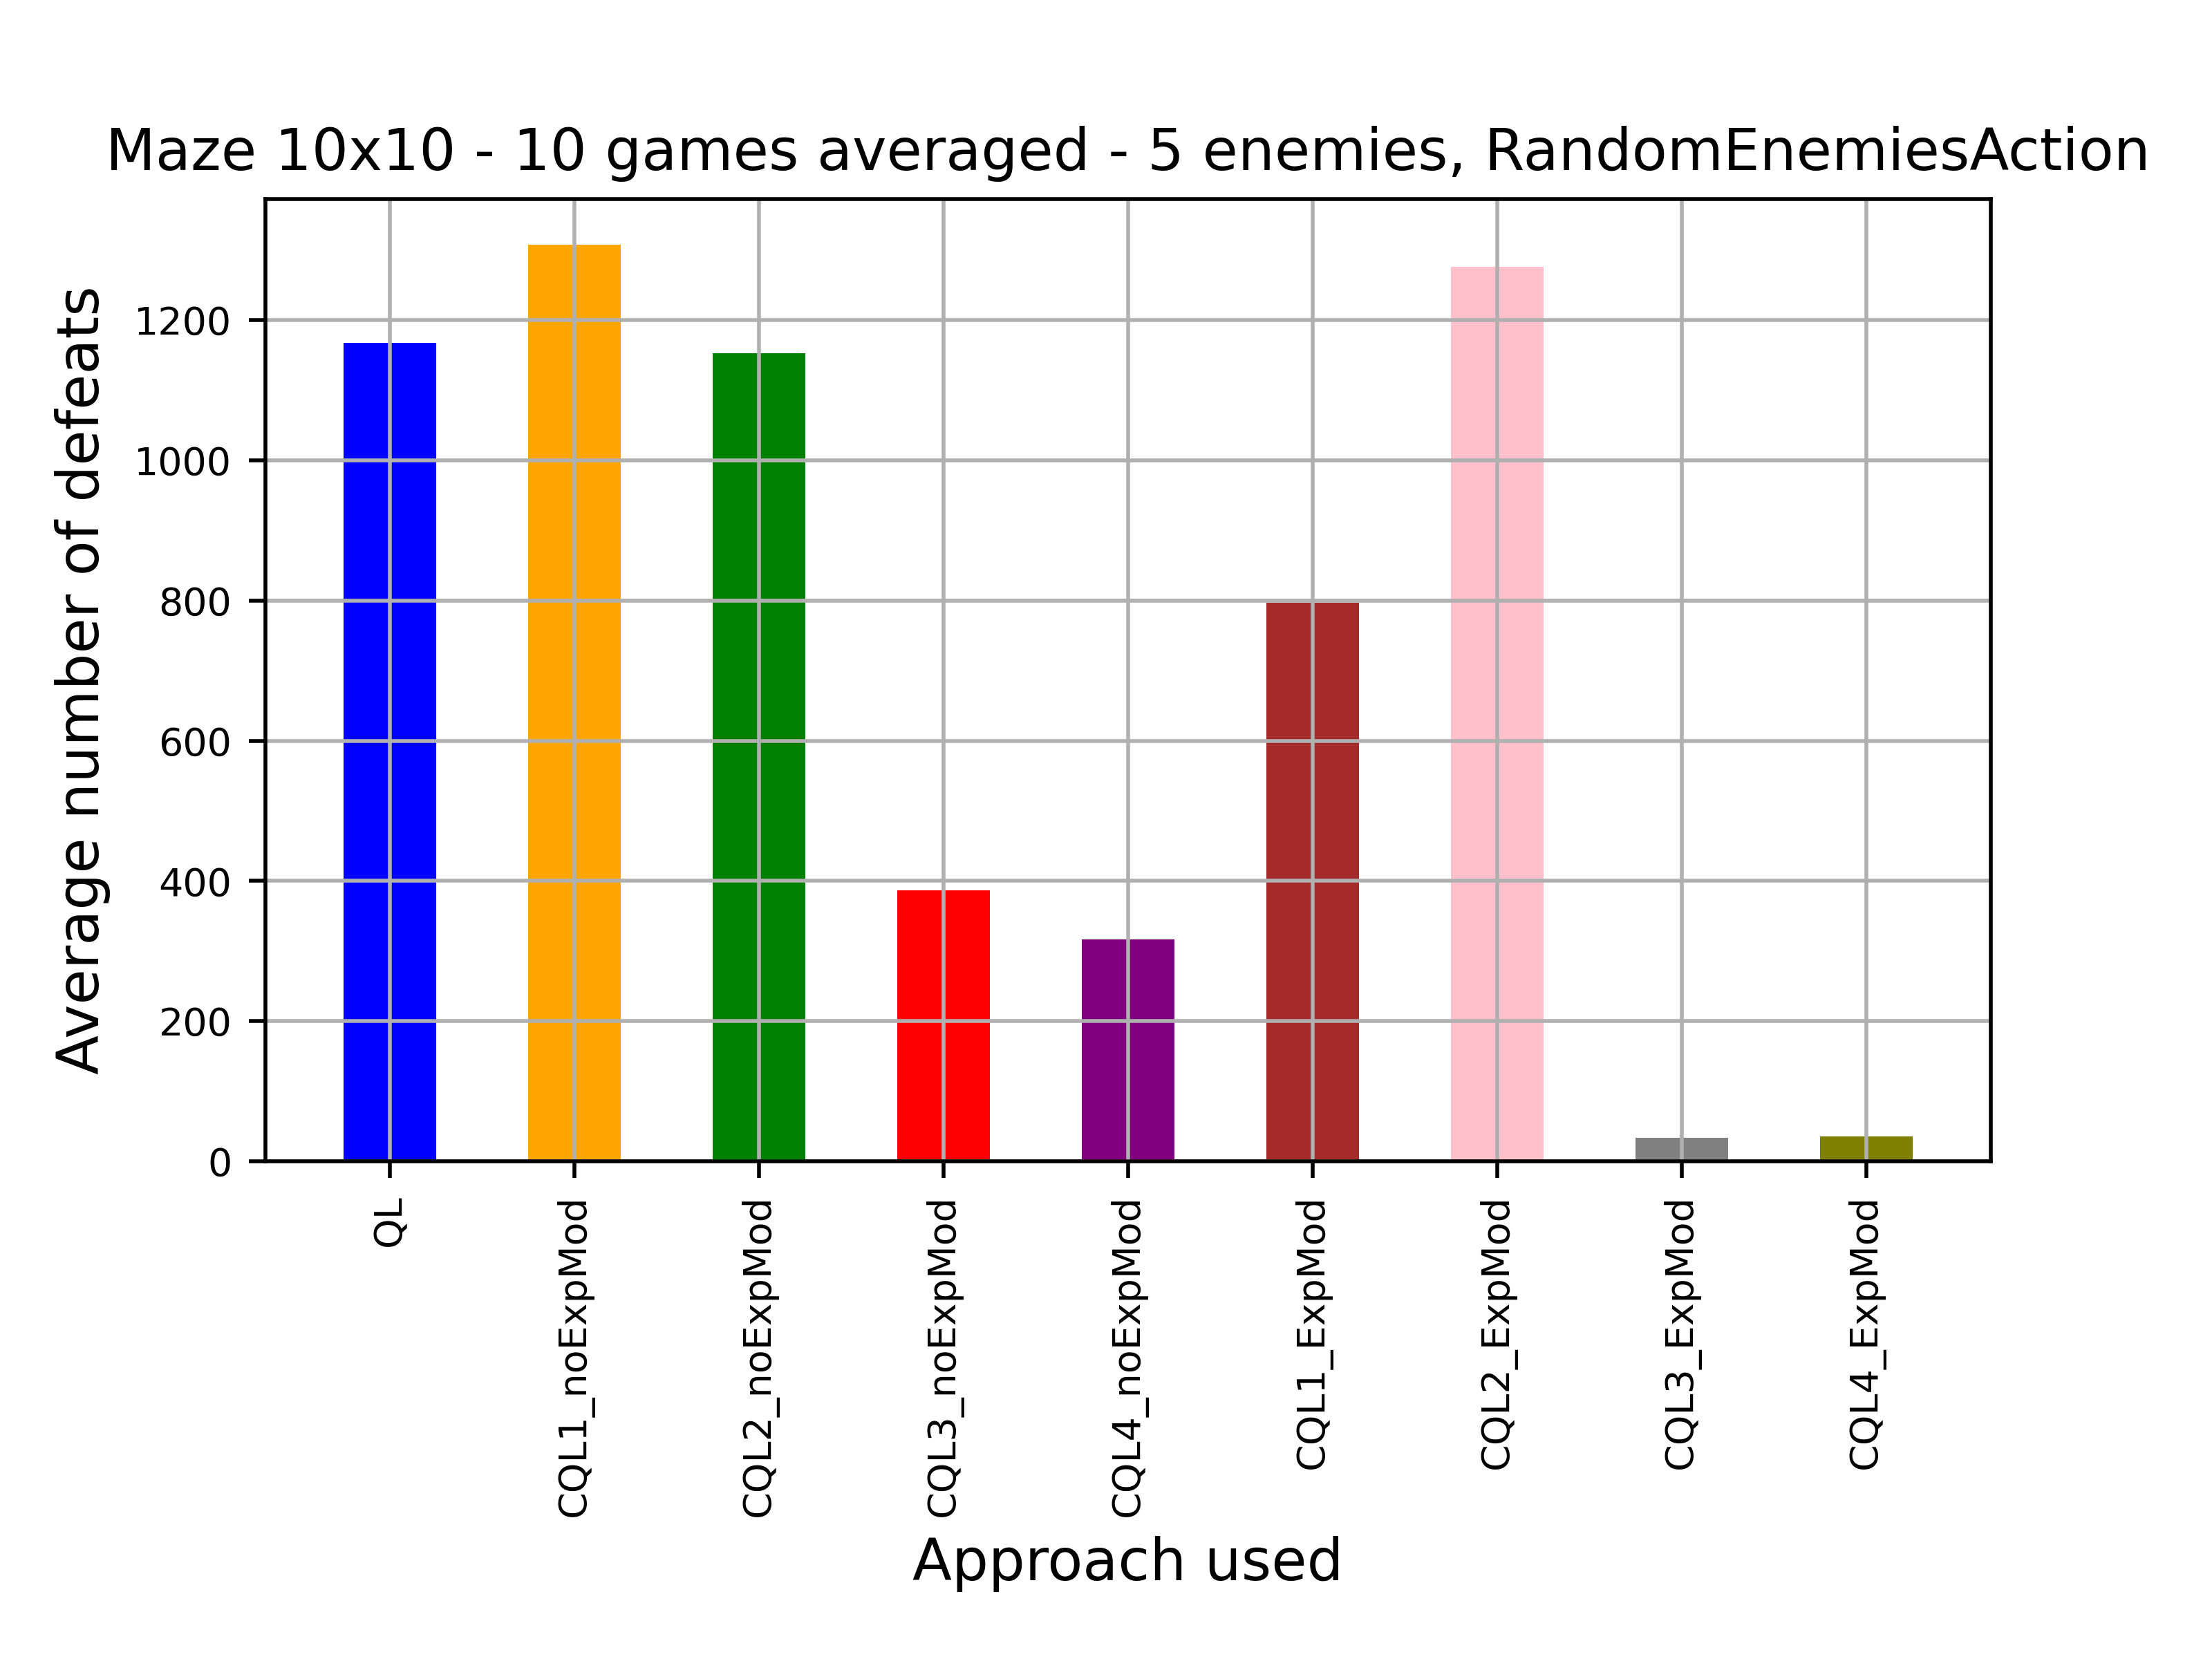 Maze 10x10 - 10 games averaged - 5 enemies, RandomEnemiesAction
Average number of defeats
1200
1000
800
600
400
200
0
QL
CQL1_noExpMod
CQL2_noExpMod
CQL3_noExpMod
CQL4_noExpMod
CQL1_ExpMod
CQL2_ExpMod
CQL3_ExpMod
CQL4_ExpMod
Approach used